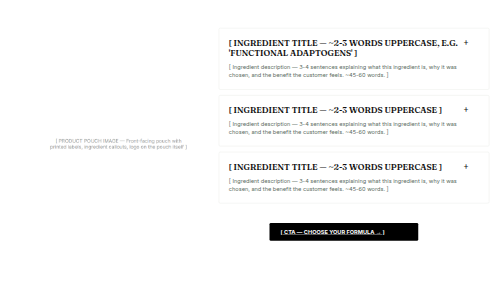 [ PRODUCT POUCH IMAGE — Front-facing pouch with
printed labels, ingredient callouts, logo on the pouch itself ]
[ INGREDIENT TITLE — ~2-3 WORDS UPPERCASE, E.G. +
'FUNCTIONAL ADAPTOGENS' ]
[ Ingredient description — 3-4 sentences explaining what this ingredient is, why it was
chosen, and the benefit the customer feels. ~45-60 words. ]
[ INGREDIENT TITLE — ~2-3 WORDS UPPERCASE ] +
[ Ingredient description — 3-4 sentences explaining what this ingredient is, why it was
chosen, and the benefit the customer feels. ~45-60 words. ]
[ INGREDIENT TITLE — ~2-3 WORDS UPPERCASE ] +
[ Ingredient description — 3-4 sentences explaining what this ingredient is, why it was
chosen, and the benefit the customer feels. ~45-60 words. ]
[ CTA — CHOOSE YOUR FORMULA → ]